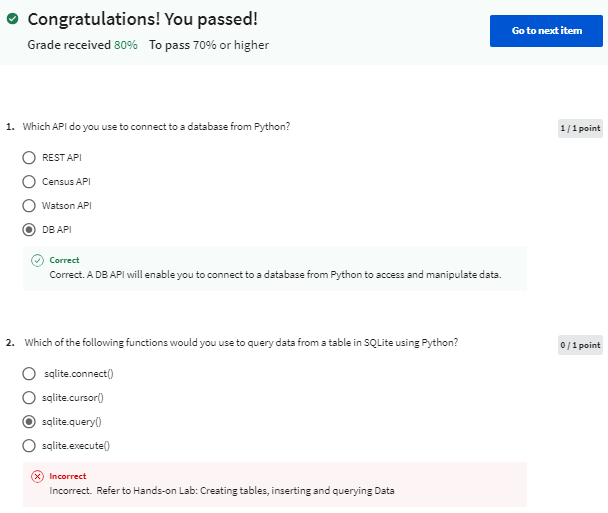 Congratulations! You passed!
Grade received 80% To pass 70% or higher
Go to next item
1. Which API do you use to connect to a database from Python?
1 / 1 point
REST API
Census API
Watson API
DB API
Correct
Correct. A DB API will enable you to connect to a database from Python to access and manipulate data.
2. Which of the following functions would you use to query data from a table in SQLite using Python?
0 / 1 point
sqlite.connect()
sqlite.cursor()
sqlite.query()
sqlite.execute()
Incorrect
Incorrect. Refer to Hands-on Lab: Creating tables, inserting and querying Data